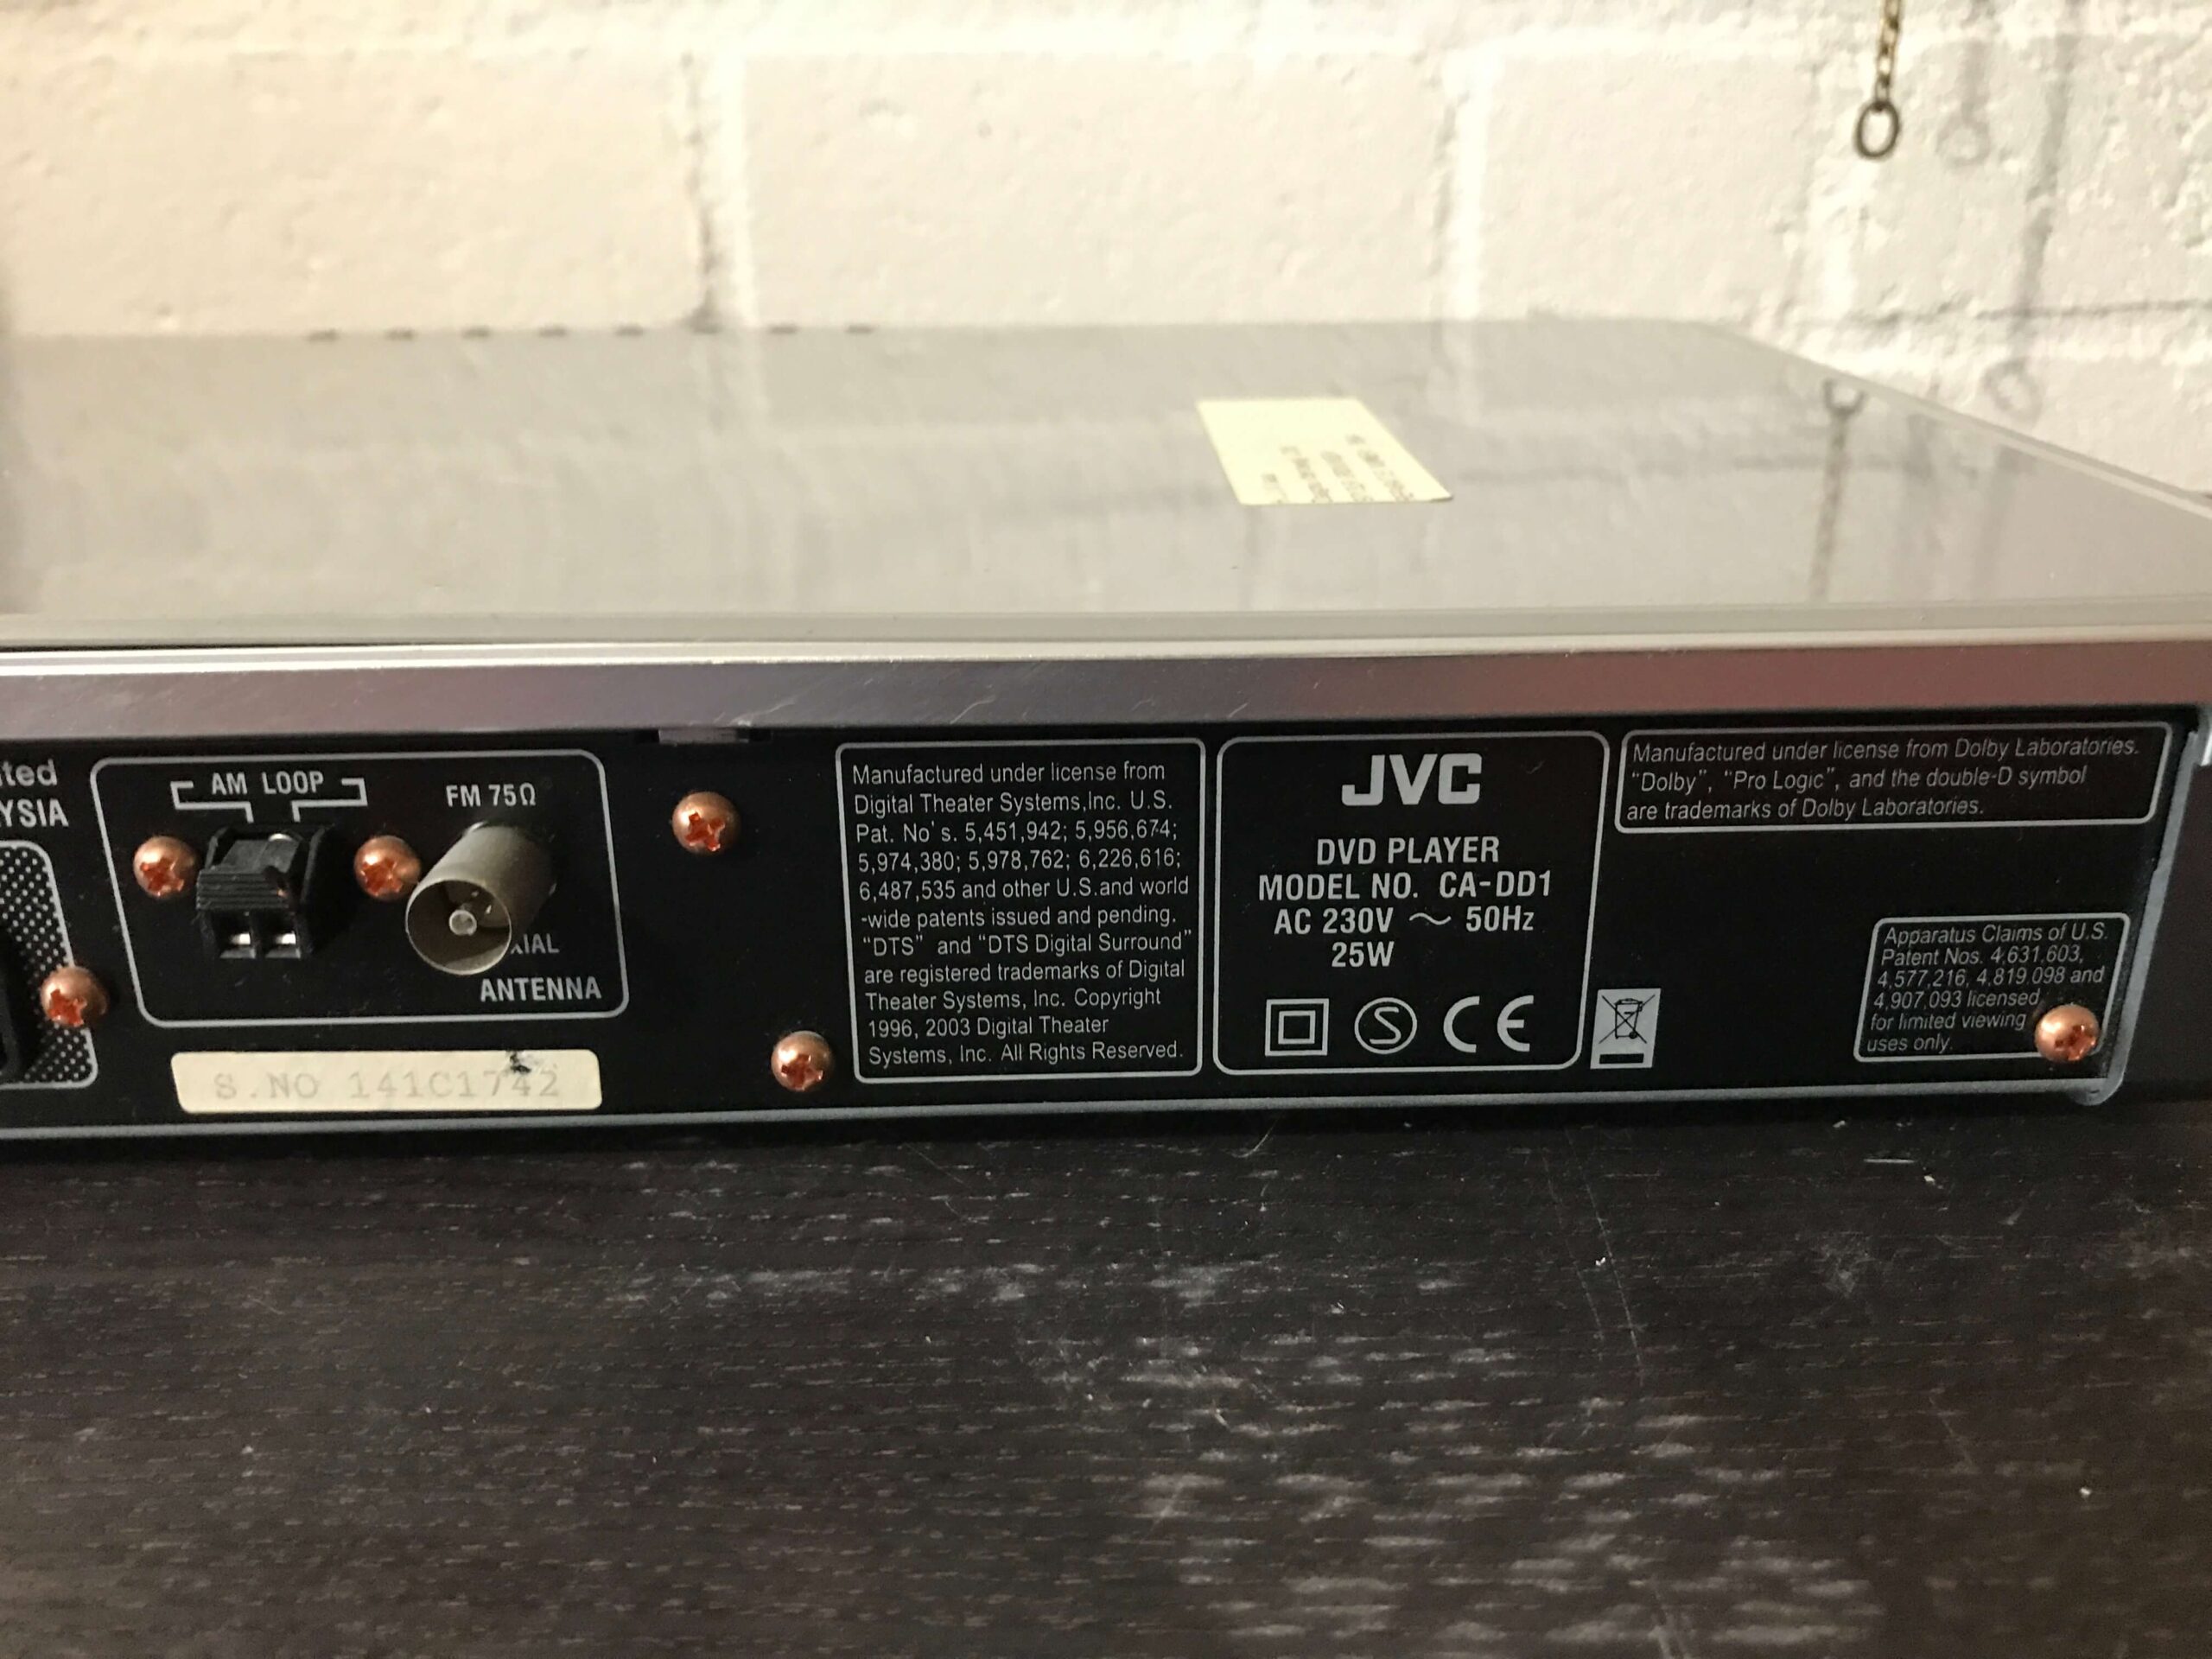 ited
YSIA
AM LOOP
FM 75Ω
XIAL
ANTENNA
S.NO 141C1742
Manufactured under license from
Digital Theater Systems,Inc. U.S.
Pat. No's. 5,451,942; 5,956,674;
5,974,380; 5,978,762; 6,226,616;
6,487,535 and other U.S.and world
-wide patents issued and pending.
"DTS" and "DTS Digital Surround"
are registered trademarks of Digital
Theater Systems, Inc. Copyright
1996, 2003 Digital Theater
Systems, Inc. All Rights Reserved.
JVC
DVD PLAYER
MODEL NO. CA-DD1
AC 230V ~ 50Hz
25W
S
CE
Manufactured under license from Dolby Laboratories.
"Dolby", "Pro Logic", and the double-D symbol
are trademarks of Dolby Laboratories.
Apparatus Claims of U.S.
Patent Nos. 4,631,603,
4,577,216, 4,819,098 and
4,907,093 licensed
for limited viewing
uses only.